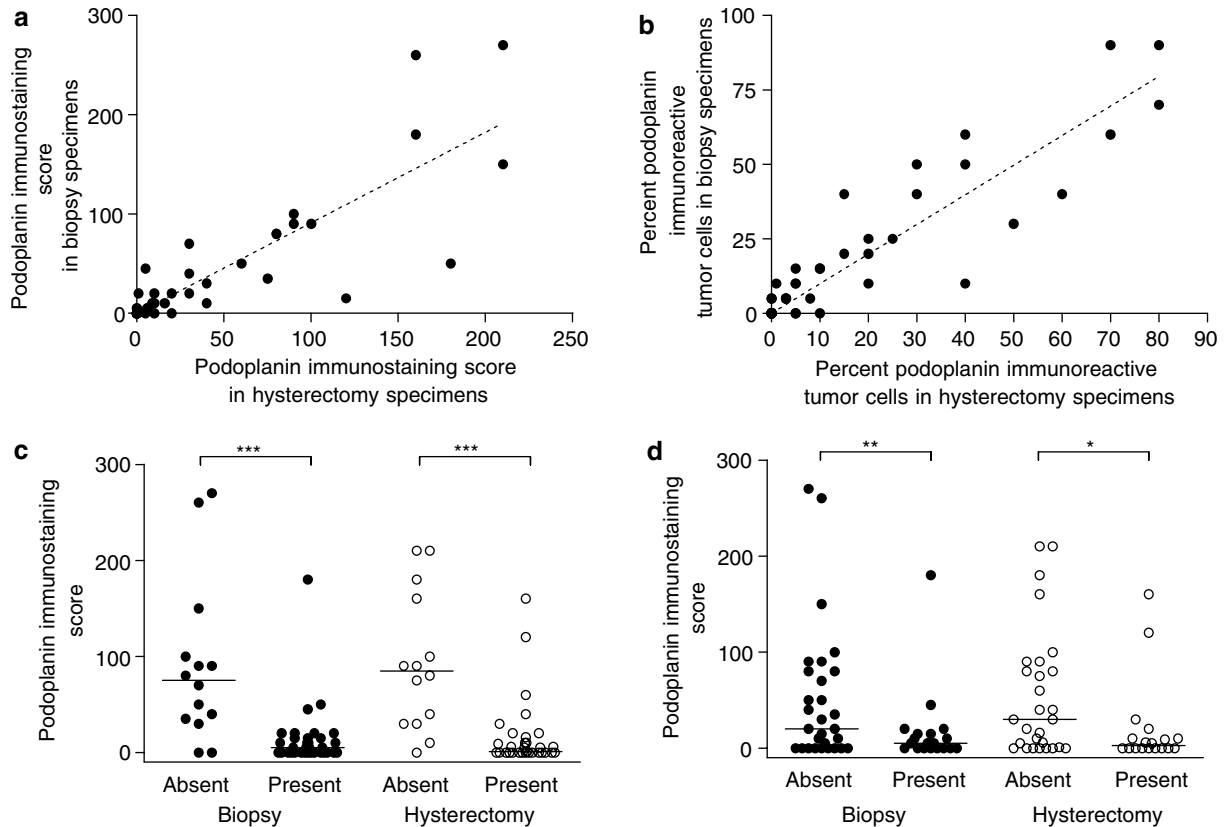 a
Podoplanin immunostaining
score
in biopsy specimens
300
200
100
0
0 50 100 150 200 250
Podoplanin immunostaining score
in hysterectomy specimens
b
Percent podoplanin
immunoreactive
tumor cells in biopsy specimens
100
75
50
25
0
0 10 20 30 40 50 60 70 80 90
Percent podoplanin immunoreactive
tumor cells in hysterectomy specimens
c
Podoplanin immunostaining
score
300
200
100
0
*** ***
Absent Present Absent Present
Biopsy Hysterectomy
d
Podoplanin immunostaining
score
300
200
100
0
** *
Absent Present Absent Present
Biopsy Hysterectomy